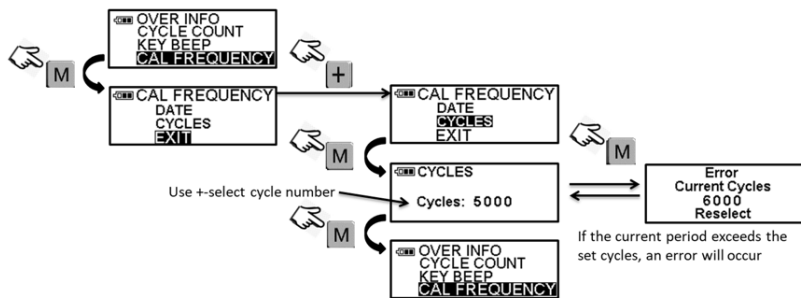 OVER INFO
CYCLE COUNT
KEY BEEP
CAL FREQUENCY
M
+
CAL FREQUENCY
DATE
CYCLES
EXIT
CAL FREQUENCY
DATE
CYCLES
EXIT
M
M
CYCLES
Cycles: 5000
Use +-select cycle number
Error
Current Cycles
6000
Reselect
M
If the current period exceeds the
set cycles, an error will occur
OVER INFO
CYCLE COUNT
KEY BEEP
CAL FREQUENCY